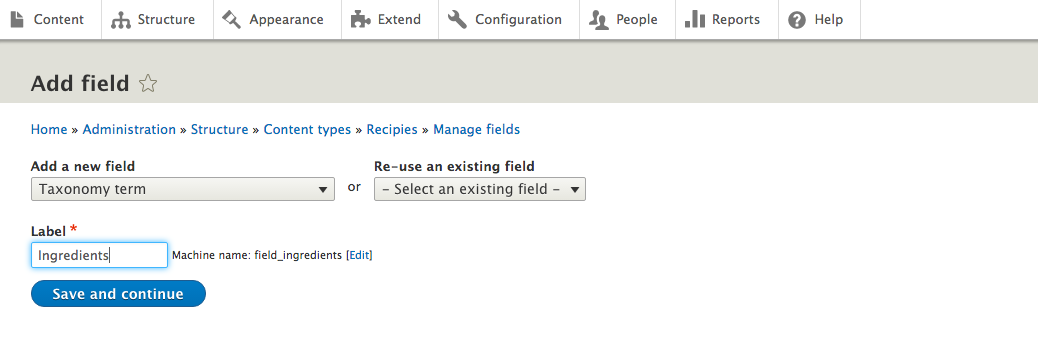 Content Structure Appearance Extend Configuration People Reports Help
Add field
Home » Administration » Structure » Content types » Recipies » Manage fields
Add a new field Re-use an existing field
Taxonomy term or - Select an existing field -
Label *
Ingredients Machine name: field_ingredients [Edit]
Save and continue